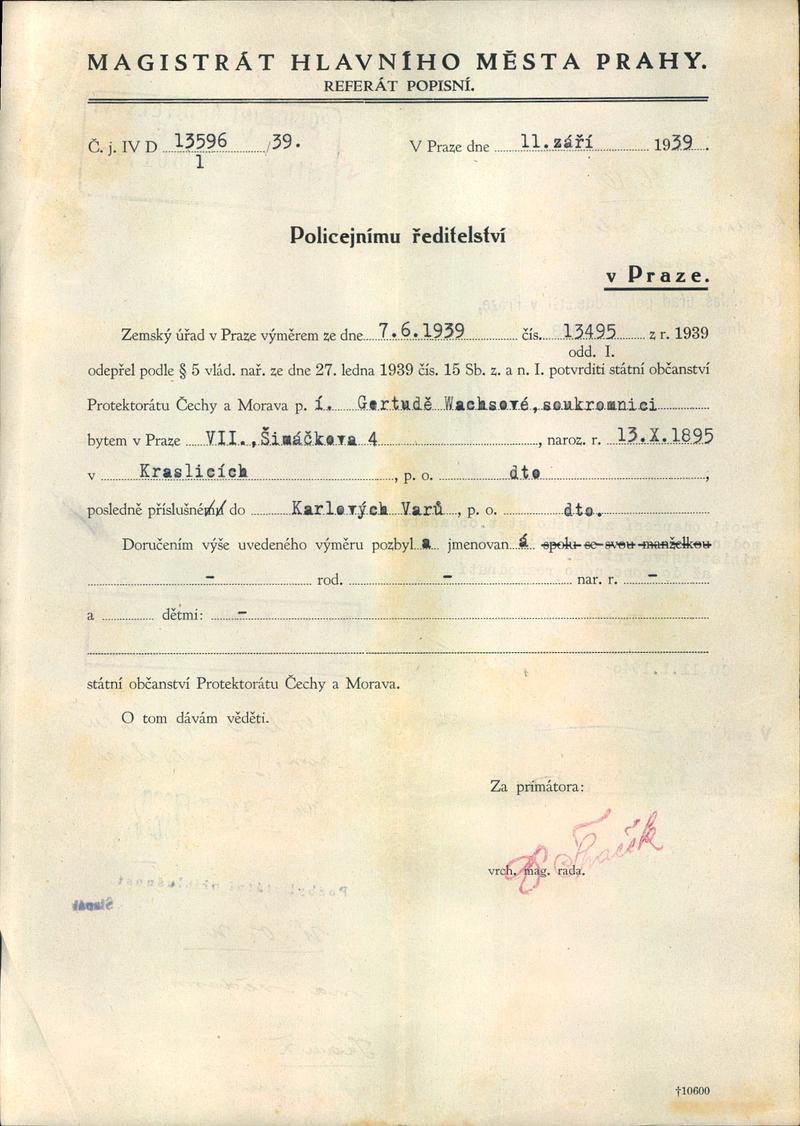 MAGISTRÁT HLAVNÍHO MĚSTA PRAHY.
REFERÁT POPISNÍ.
Č. j. IV D 13596/39.
1
V Praze dne 11. září 1939.
Policejnímu ředitelství
v Praze.
Zemský úřad v Praze výměrem ze dne 7.6.1939 čís. 13495 z r. 1939
odd. I.
odepřel podle § 5 vlád. nař. ze dne 27. ledna 1939 čís. 15 Sb. z. a n. I. potvrditi státní občanství
Protektorátu Čechy a Morava p. í. Gertudě Wachsové, soukromnici
bytem v Praze VII., Šimáčkova 4, naroz. r. 13.X.1895
v Kraslicích, p. o. dto,
posledně příslušné do Karlových Varů, p. o. dto.
Doručením výše uvedeného výměru pozbyl a jmenovan á spolu se svou manželkou
- rod. - nar. r. -
a dětmi: -
státní občanství Protektorátu Čechy a Morava.
O tom dávám věděti.
Za primátora:
vrch. mag. rada.
†10600